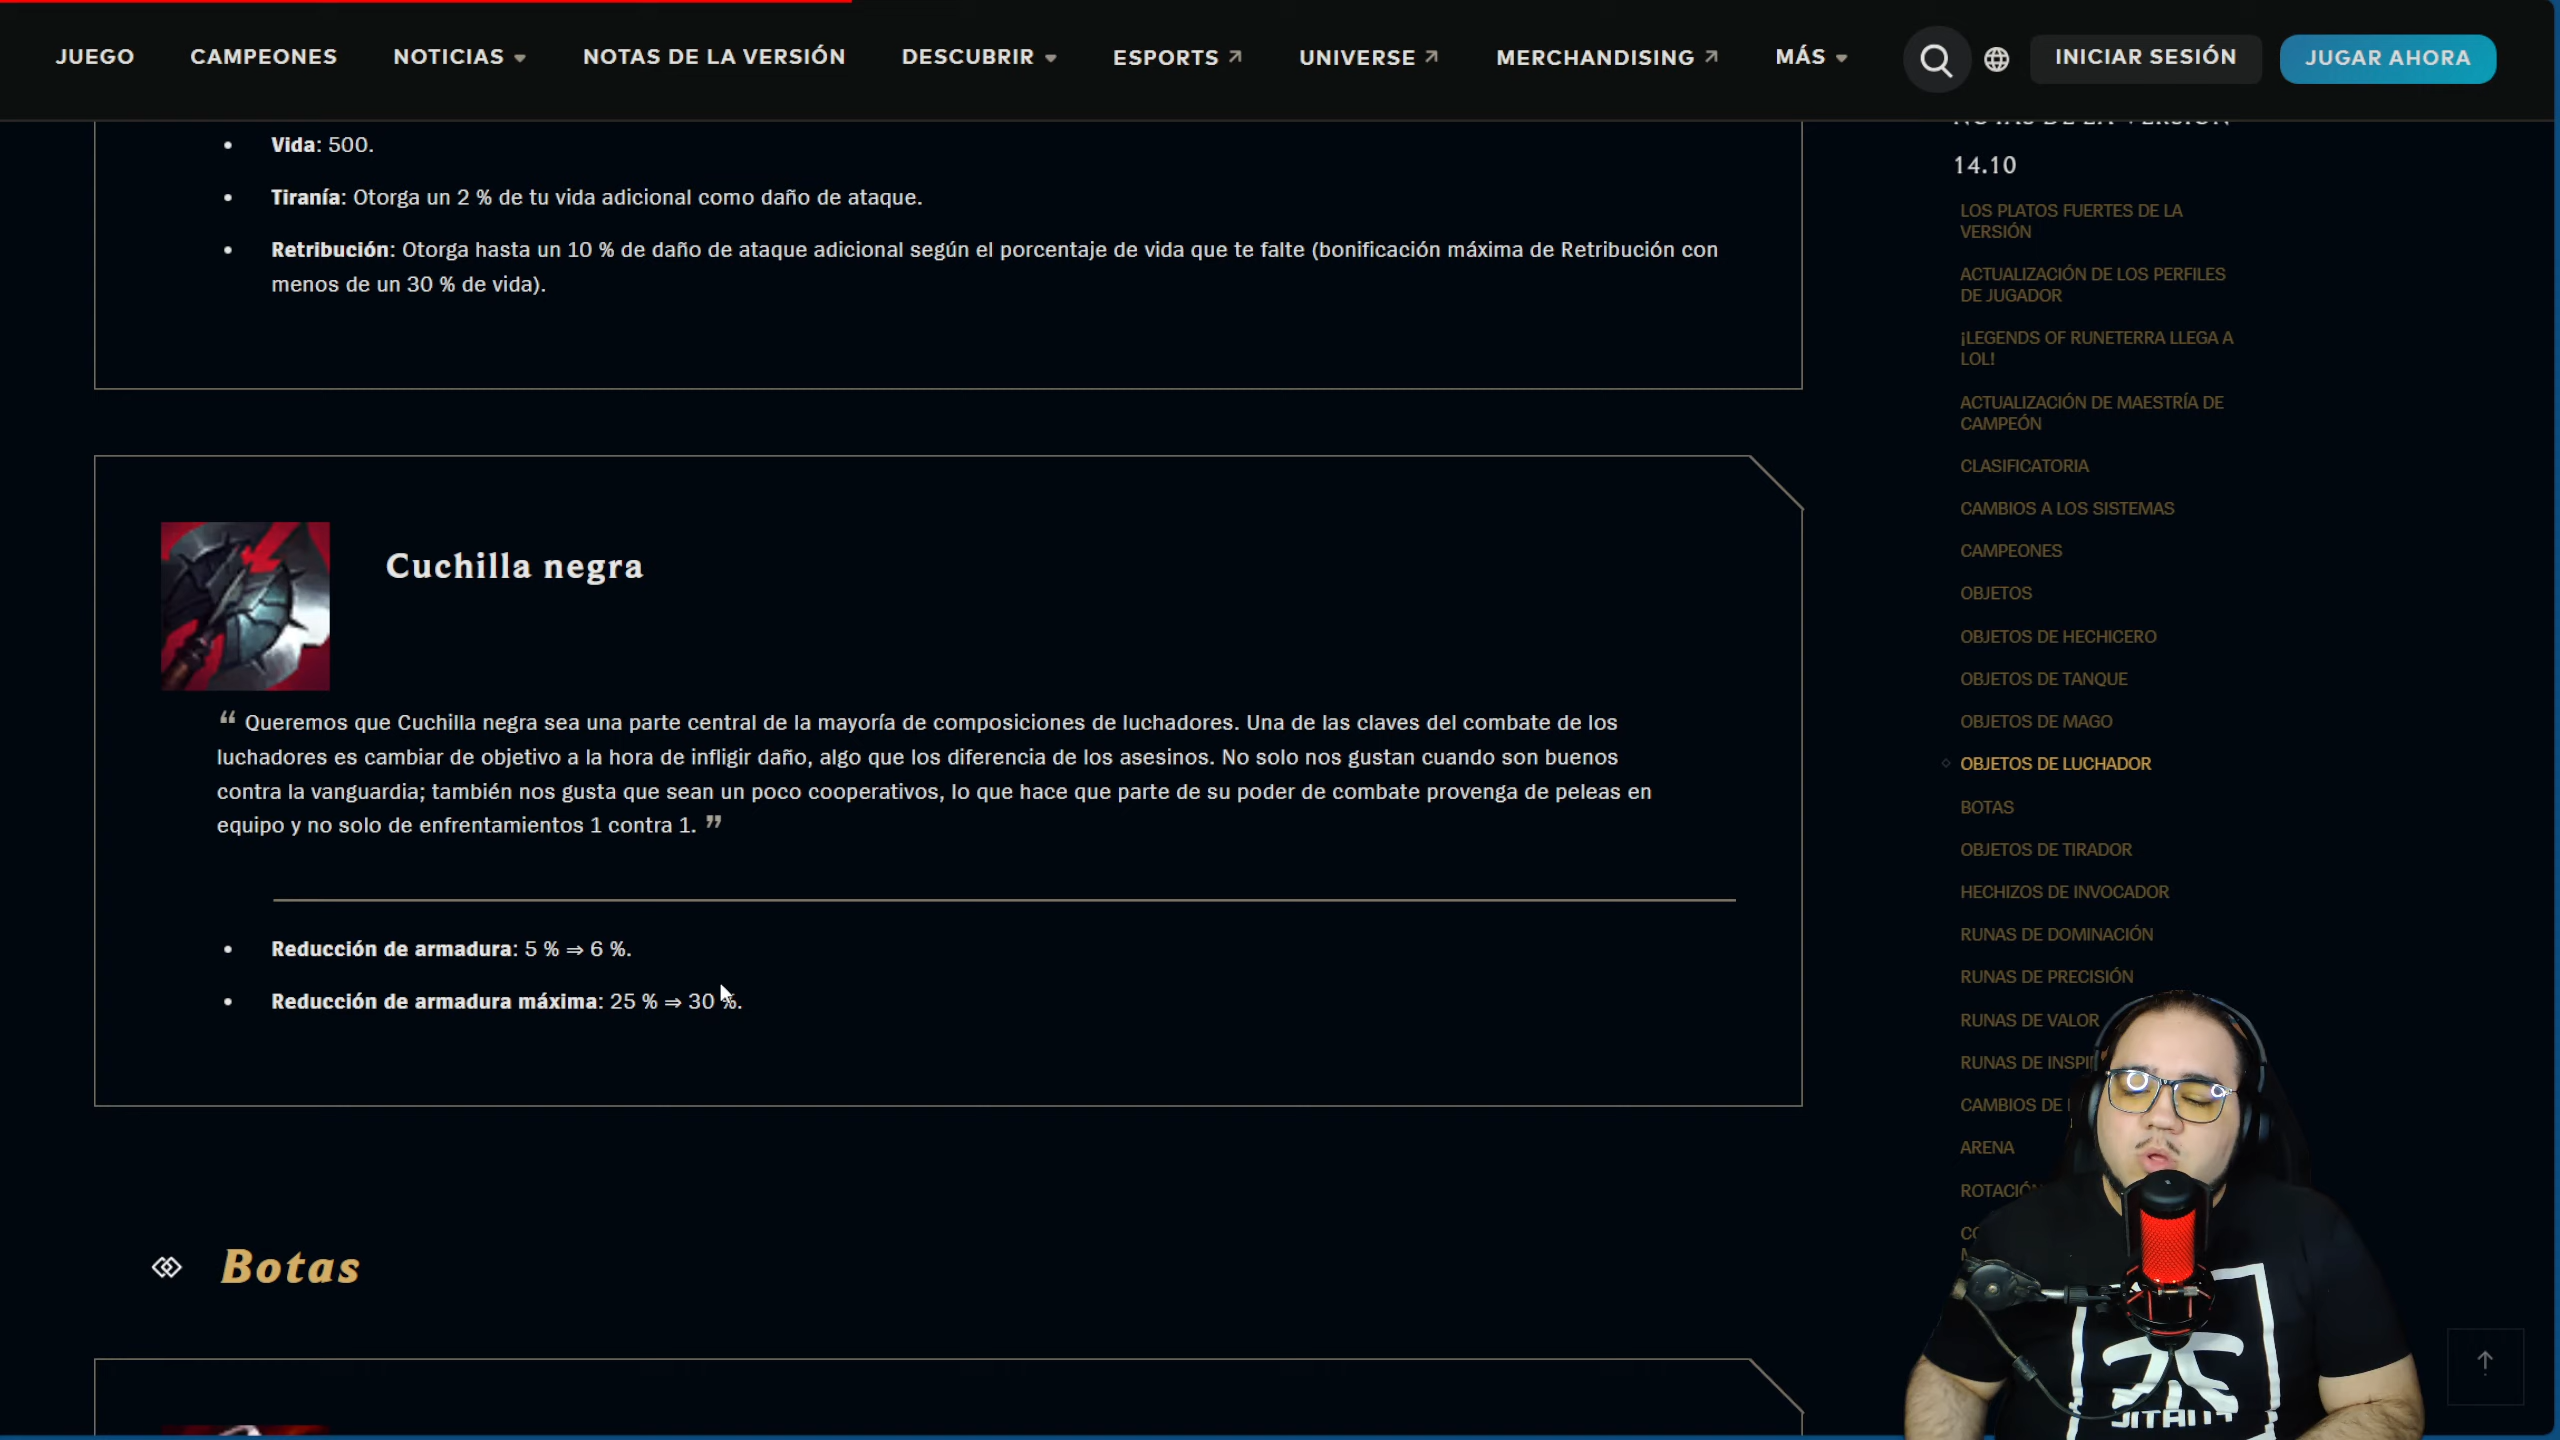 JUEGO CAMPEONES NOTICIAS NOTAS DE LA VERSIÓN DESCUBRIR ESPORTS UNIVERSE MERCHANDISING MÁS INICIAR SESIÓN JUGAR AHORA
• Vida: 500.
• Tiranía: Otorga un 2 % de tu vida adicional como daño de ataque.
• Retribución: Otorga hasta un 10 % de daño de ataque adicional según el porcentaje de vida que te falte (bonificación máxima de Retribución con
menos de un 30 % de vida).
Cuchilla negra
“ Queremos que Cuchilla negra sea una parte central de la mayoría de composiciones de luchadores. Una de las claves del combate de los
luchadores es cambiar de objetivo a la hora de infligir daño, algo que los diferencia de los asesinos. No solo nos gustan cuando son buenos
contra la vanguardia; también nos gusta que sean un poco cooperativos, lo que hace que parte de su poder de combate provenga de peleas en
equipo y no solo de enfrentamientos 1 contra 1. ”
• Reducción de armadura: 5 % ⇒ 6 %.
• Reducción de armadura máxima: 25 % ⇒ 30 %.
Botas
NOTAS DE LA VERSIÓN
14.10
LOS PLATOS FUERTES DE LA
VERSIÓN
ACTUALIZACIÓN DE LOS PERFILES
DE JUGADOR
¡LEGENDS OF RUNETERRA LLEGA A
LOL!
ACTUALIZACIÓN DE MAESTRÍA DE
CAMPEÓN
CLASIFICATORIA
CAMBIOS A LOS SISTEMAS
CAMPEONES
OBJETOS
OBJETOS DE HECHICERO
OBJETOS DE TANQUE
OBJETOS DE MAGO
OBJETOS DE LUCHADOR
BOTAS
OBJETOS DE TIRADOR
HECHIZOS DE INVOCADOR
RUNAS DE DOMINACIÓN
RUNAS DE PRECISIÓN
RUNAS DE VALOR
RUNAS DE INSPI
CAMBIOS DE
ARENA
ROTACIÓN